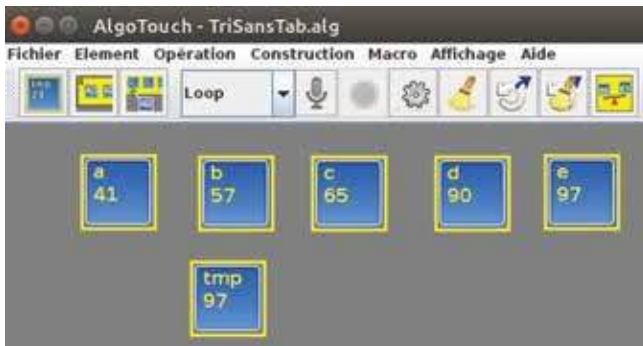 AlgoTouch - TriSansTab.alg
Fichier Element Opération Construction Macro Affichage Aide
Loop
a b c d e
41 57 65 90 97
tmp
97